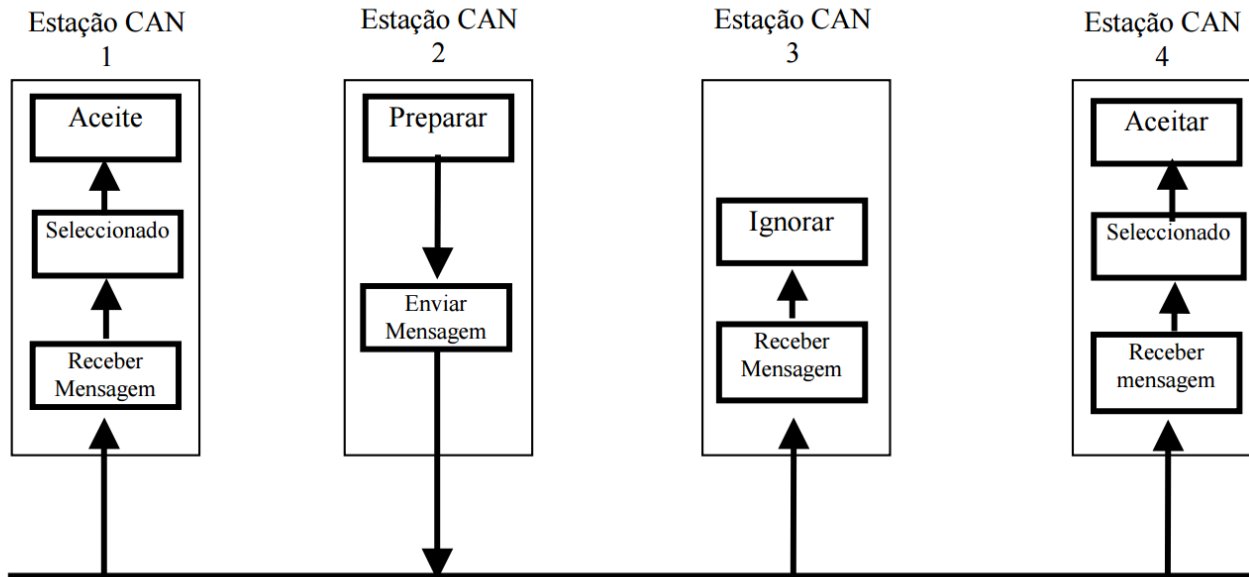 Estação CAN
1
Aceite
Seleccionado
Receber
Mensagem
Estação CAN
2
Preparar
Enviar
Mensagem
Estação CAN
3
Ignorar
Receber
Mensagem
Estação CAN
4
Aceitar
Seleccionado
Receber
mensagem